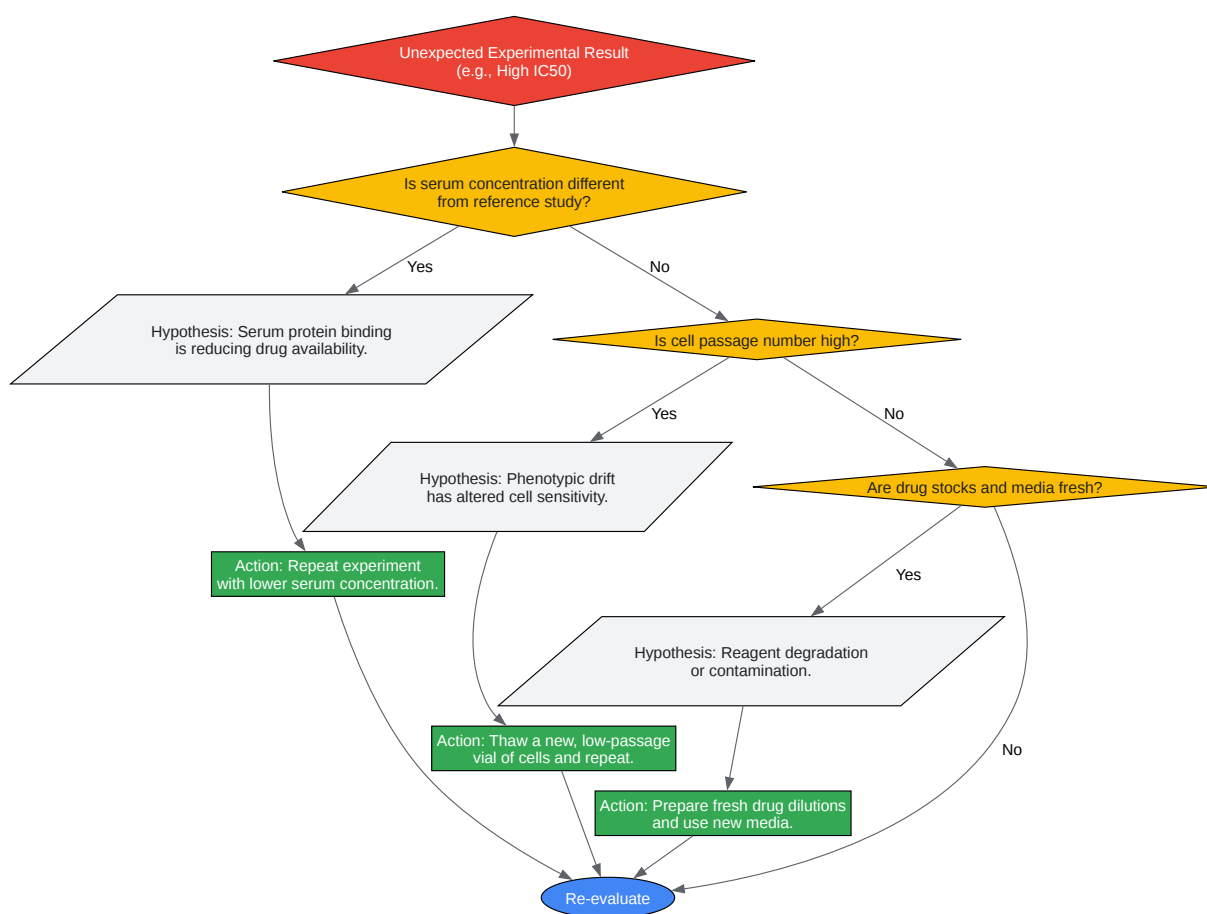 Unexpected Experimental Result
(e.g., High IC50)
Is serum concentration different
from reference study?
Yes
No
Hypothesis: Serum protein binding
is reducing drug availability.
Is cell passage number high?
Yes
No
Hypothesis: Phenotypic drift
has altered cell sensitivity.
Are drug stocks and media fresh?
Action: Repeat experiment
with lower serum concentration.
Yes
Hypothesis: Reagent degradation
or contamination.
Action: Thaw a new, low-passage
vial of cells and repeat.
No
Action: Prepare fresh drug dilutions
and use new media.
Re-evaluate